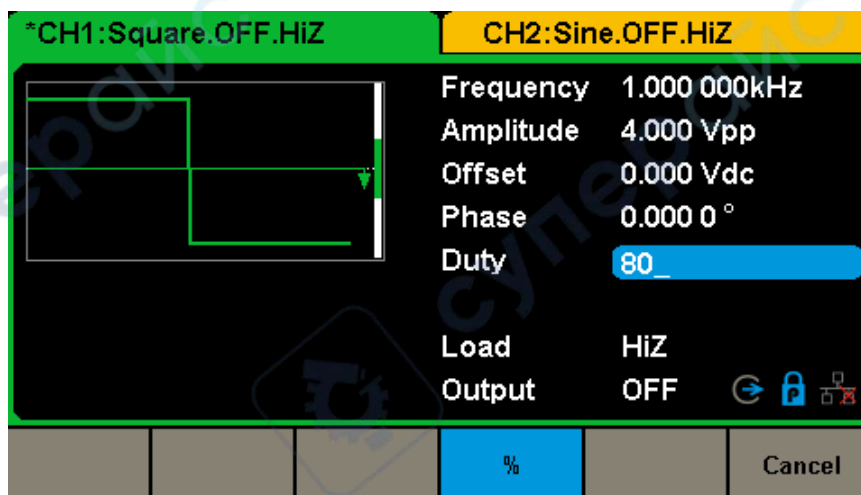 *CH1:Square.OFF.HiZ CH2:Sine.OFF.HiZ
Frequency 1.000 000kHz
Amplitude 4.000 Vpp
Offset 0.000 Vdc
Phase 0.000 0 °
Duty 80_
Load HiZ
Output OFF P
% Cancel